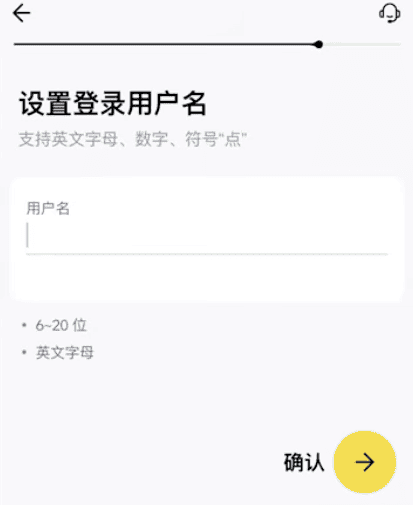 设置登录用户名
支持英文字母、数字、符号“点”
用户名
• 6~20 位
• 英文字母
确认